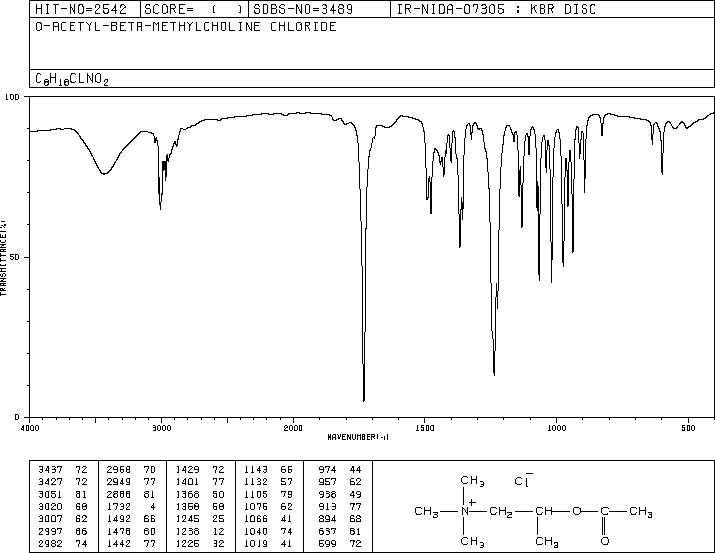 HIT-NO=2542 SCORE= ( ) SDBS-NO=3489 IR-NIDA-07305 : KBR DISC
O-ACETYL-BETA-METHYLCHOLINE CHLORIDE
C8H18CLNO2
100
50
0
TRANSMITTANCE(%)
4000 3000 2000 1500 1000 500
WAVENUMBER(-1)
3437 72 2968 70 1429 72 1143 66 974 44
3427 72 2949 77 1401 77 1132 57 957 62
3051 81 2888 81 1368 50 1105 79 938 49
3020 68 1732 4 1358 58 1076 62 913 77
3007 62 1492 66 1245 25 1066 41 894 68
2997 66 1478 60 1238 12 1040 74 637 81
2982 74 1442 77 1225 32 1019 41 599 72
CH3 Cl−
CH3 N+ CH2 CH O C CH3
CH3 CH3 O